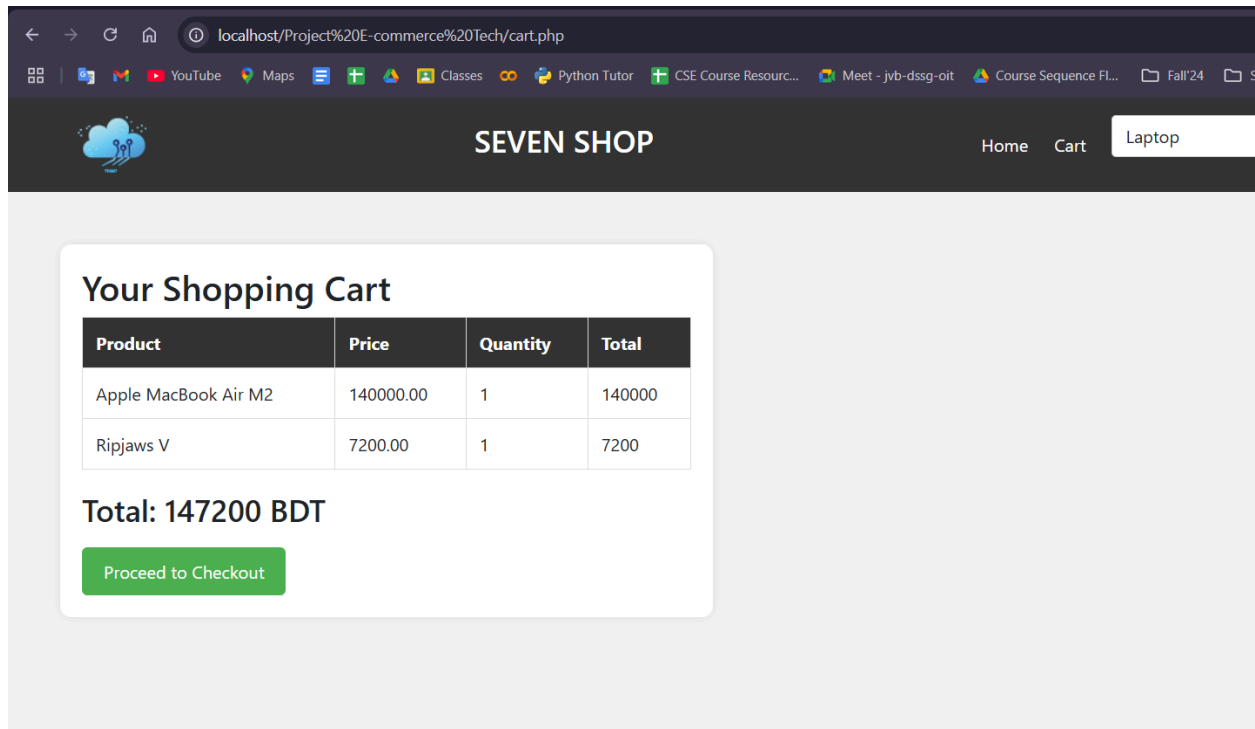 localhost/Project%20E-commerce%20Tech/cart.php
YouTube Maps Classes Python Tutor CSE Course Resourc... Meet - jvb-dssg-oit Course Sequence Fl... Fall'24 S
SEVEN SHOP Home Cart Laptop
Your Shopping Cart
Product Price Quantity Total
Apple MacBook Air M2 140000.00 1 140000
Ripjaws V 7200.00 1 7200
Total: 147200 BDT
Proceed to Checkout